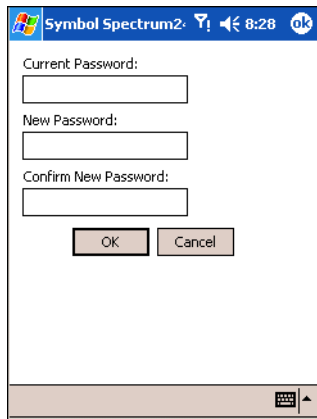 Symbol Spectrum24 8:28 ok
Current Password:
New Password:
Confirm New Password:
OK Cancel